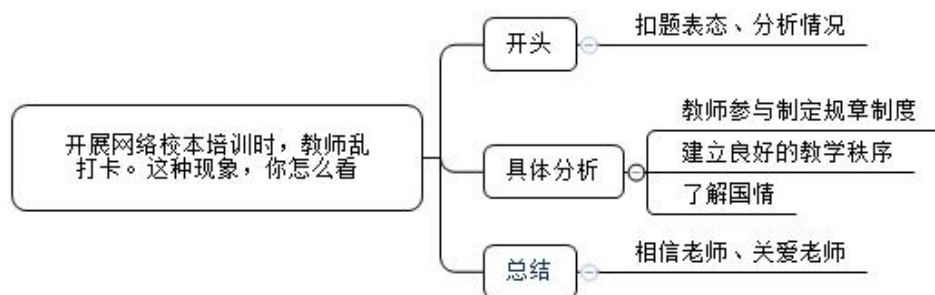 开展网络校本培训时，教师乱
打卡。这种现象，你怎么看
开头
扣题表态、分析情况
具体分析
教师参与制定规章制度
建立良好的教学秩序
了解国情
总结
相信老师、关爱老师